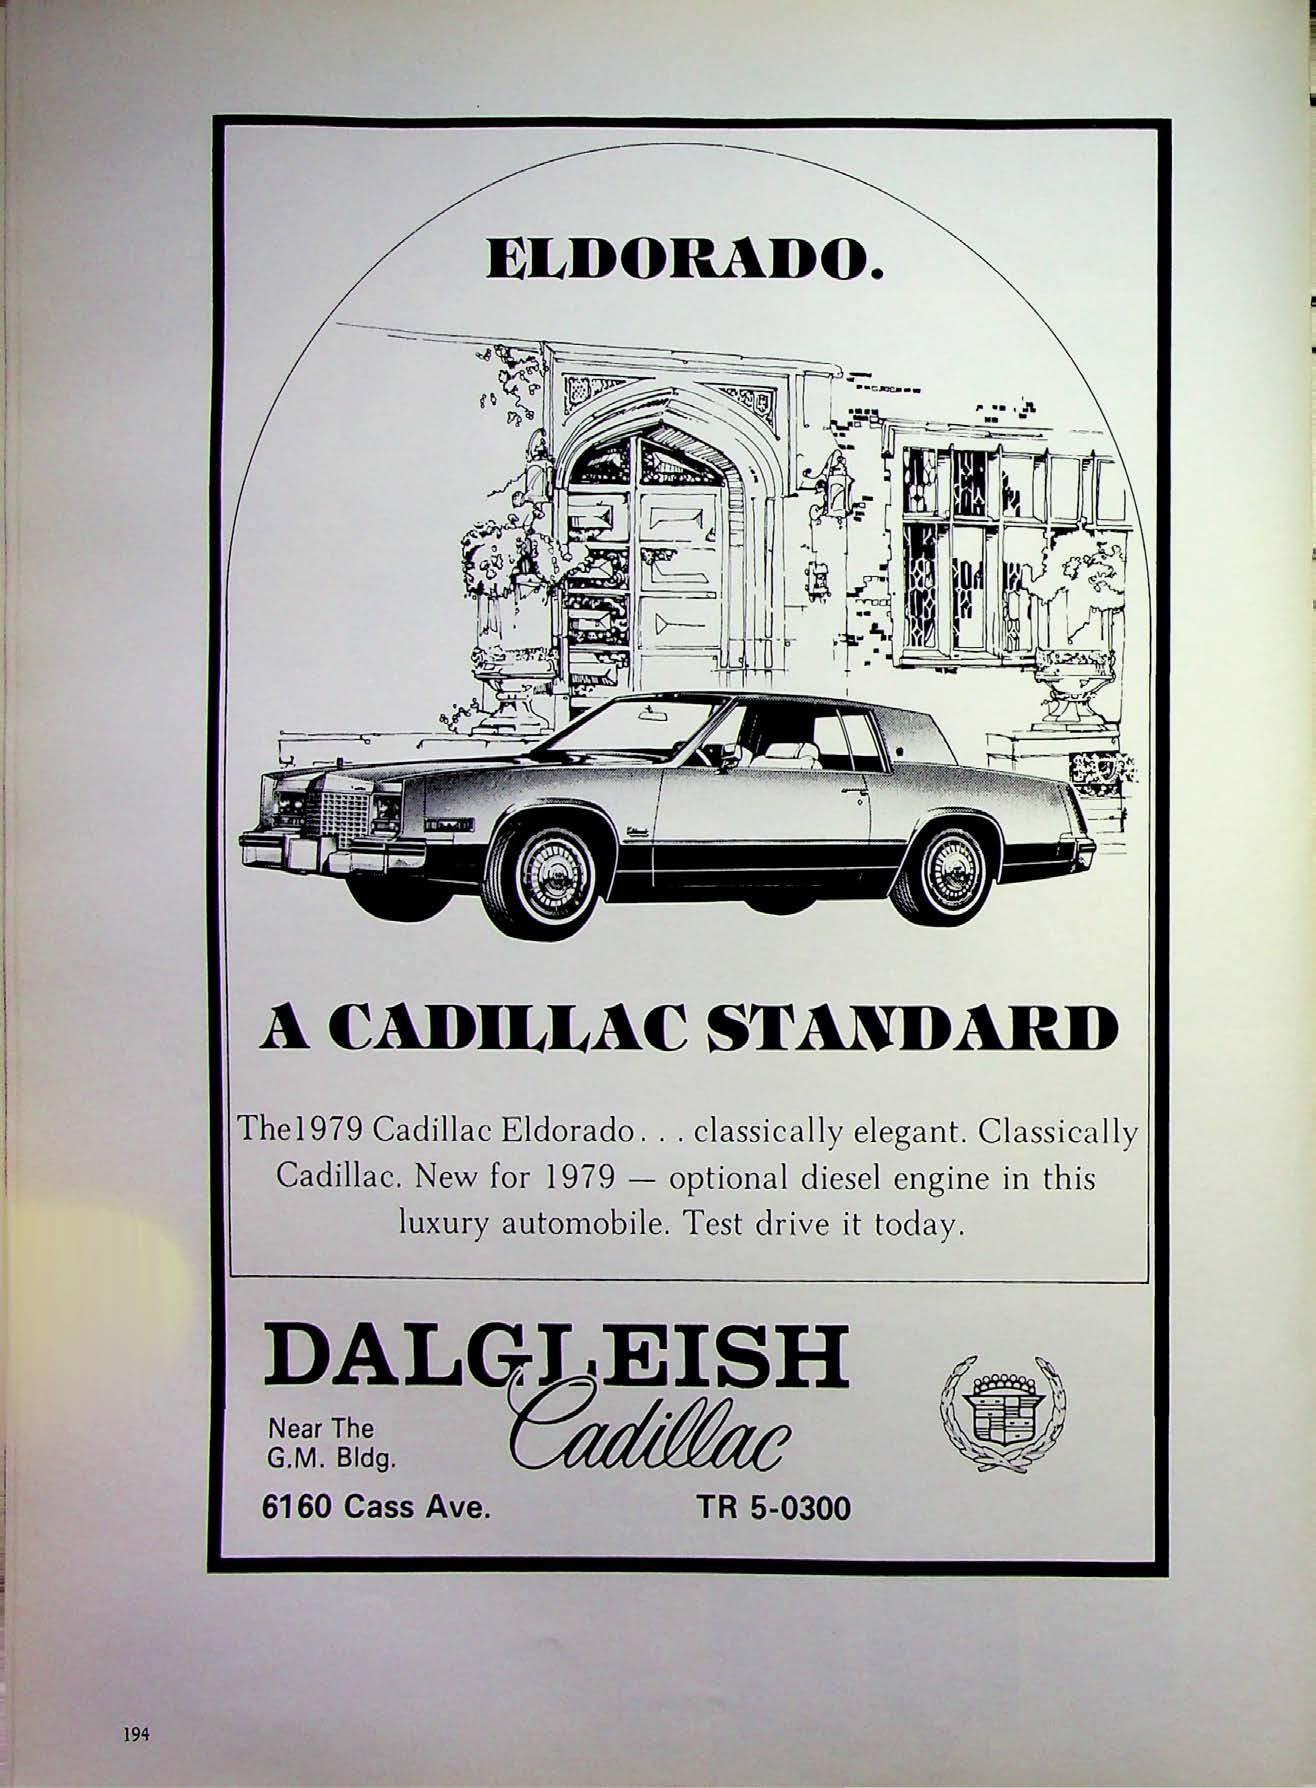 ELDORADO.
A CADILLAC STANDARD
The1979 Cadillac Eldorado. . . classically elegant. Classically
Cadillac. New for 1979 — optional diesel engine in this
luxury automobile. Test drive it today.
DALGLEISH
Cadillac
Near The
G.M. Bldg.
6160 Cass Ave.
TR 5-0300
194